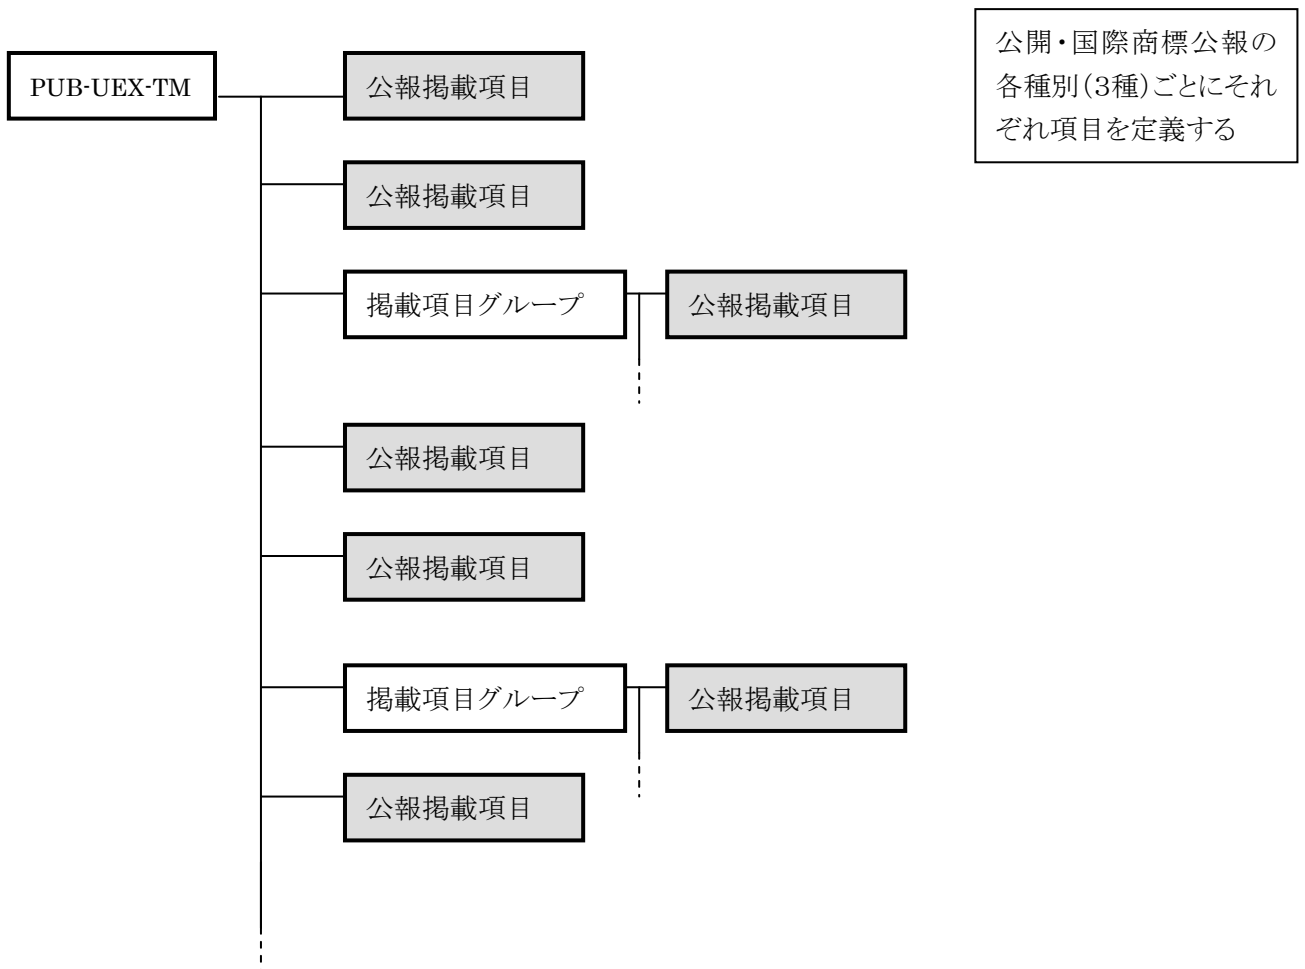 PUB-UEX-TM
公報掲載項目
公開・国際商標公報の
各種別(3種)ごとにそれ
ぞれ項目を定義する
公報掲載項目
掲載項目グループ
公報掲載項目
公報掲載項目
公報掲載項目
掲載項目グループ
公報掲載項目
公報掲載項目